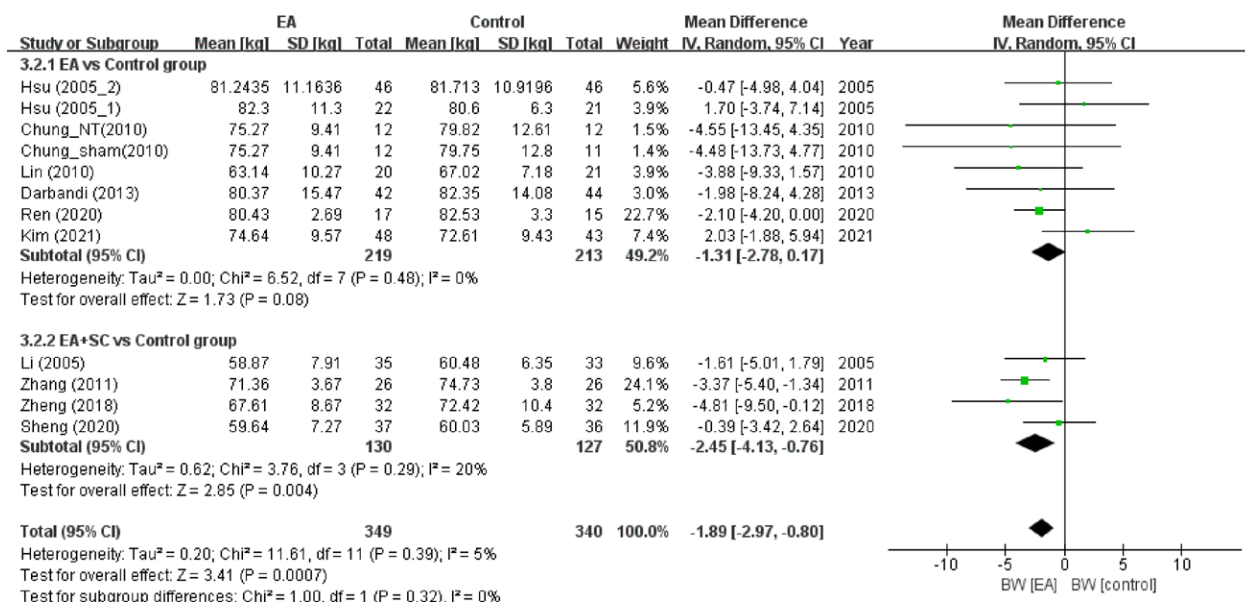 EA Control Mean Difference Mean Difference
Study or Subgroup Mean [kg] SD [kg] Total Mean [kg] SD [kg] Total Weight IV, Random, 95% CI Year IV, Random, 95% CI
3.2.1 EA vs Control group
Hsu (2005_2) 81.2435 11.1636 46 81.713 10.9196 46 5.6% -0.47 [-4.98, 4.04] 2005
Hsu (2005_1) 82.3 11.3 22 80.6 6.3 21 3.9% 1.70 [-3.74, 7.14] 2005
Chung_NT(2010) 75.27 9.41 12 79.82 12.61 12 1.5% -4.55 [-13.45, 4.35] 2010
Chung_sham(2010) 75.27 9.41 12 79.75 12.8 11 1.4% -4.48 [-13.73, 4.77] 2010
Lin (2010) 63.14 10.27 20 67.02 7.18 21 3.9% -3.88 [-9.33, 1.57] 2010
Darbandi (2013) 80.37 15.47 42 82.35 14.08 44 3.0% -1.98 [-8.24, 4.28] 2013
Ren (2020) 80.43 2.69 17 82.53 3.3 15 22.7% -2.10 [-4.20, 0.00] 2020
Kim (2021) 74.64 9.57 48 72.61 9.43 43 7.4% 2.03 [-1.88, 5.94] 2021
Subtotal (95% CI) 219 213 49.2% -1.31 [-2.78, 0.17]
Heterogeneity: Tau² = 0.00; Chi² = 6.52, df = 7 (P = 0.48); I² = 0%
Test for overall effect: Z = 1.73 (P = 0.08)
3.2.2 EA+SC vs Control group
Li (2005) 58.87 7.91 35 60.48 6.35 33 9.6% -1.61 [-5.01, 1.79] 2005
Zhang (2011) 71.36 3.67 26 74.73 3.8 26 24.1% -3.37 [-5.40, -1.34] 2011
Zheng (2018) 67.61 8.67 32 72.42 10.4 32 5.2% -4.81 [-9.50, -0.12] 2018
Sheng (2020) 59.64 7.27 37 60.03 5.89 36 11.9% -0.39 [-3.42, 2.64] 2020
Subtotal (95% CI) 130 127 50.8% -2.45 [-4.13, -0.76]
Heterogeneity: Tau² = 0.62; Chi² = 3.76, df = 3 (P = 0.29); I² = 20%
Test for overall effect: Z = 2.85 (P = 0.004)
Total (95% CI) 349 340 100.0% -1.89 [-2.97, -0.80]
Heterogeneity: Tau² = 0.20; Chi² = 11.61, df = 11 (P = 0.39); I² = 5%
Test for overall effect: Z = 3.41 (P = 0.0007)
Test for subgroup differences: Chi² = 1.00, df = 1 (P = 0.32), I² = 0%
-10 -5 0 5 10
BW [EA] BW [control]